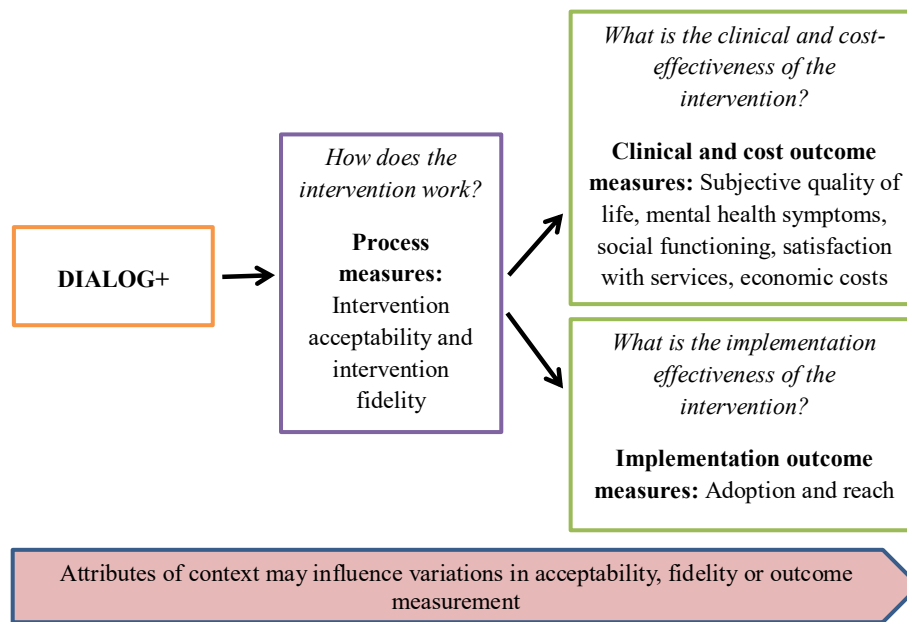 DIALOG+
How does the
intervention work?
Process
measures:
Intervention
acceptability and
intervention
fidelity
What is the clinical and cost-
effectiveness of the
intervention?
Clinical and cost outcome
measures: Subjective quality of
life, mental health symptoms,
social functioning, satisfaction
with services, economic costs
What is the implementation
effectiveness of the
intervention?
Implementation outcome
measures: Adoption and reach
Attributes of context may influence variations in acceptability, fidelity or outcome
measurement